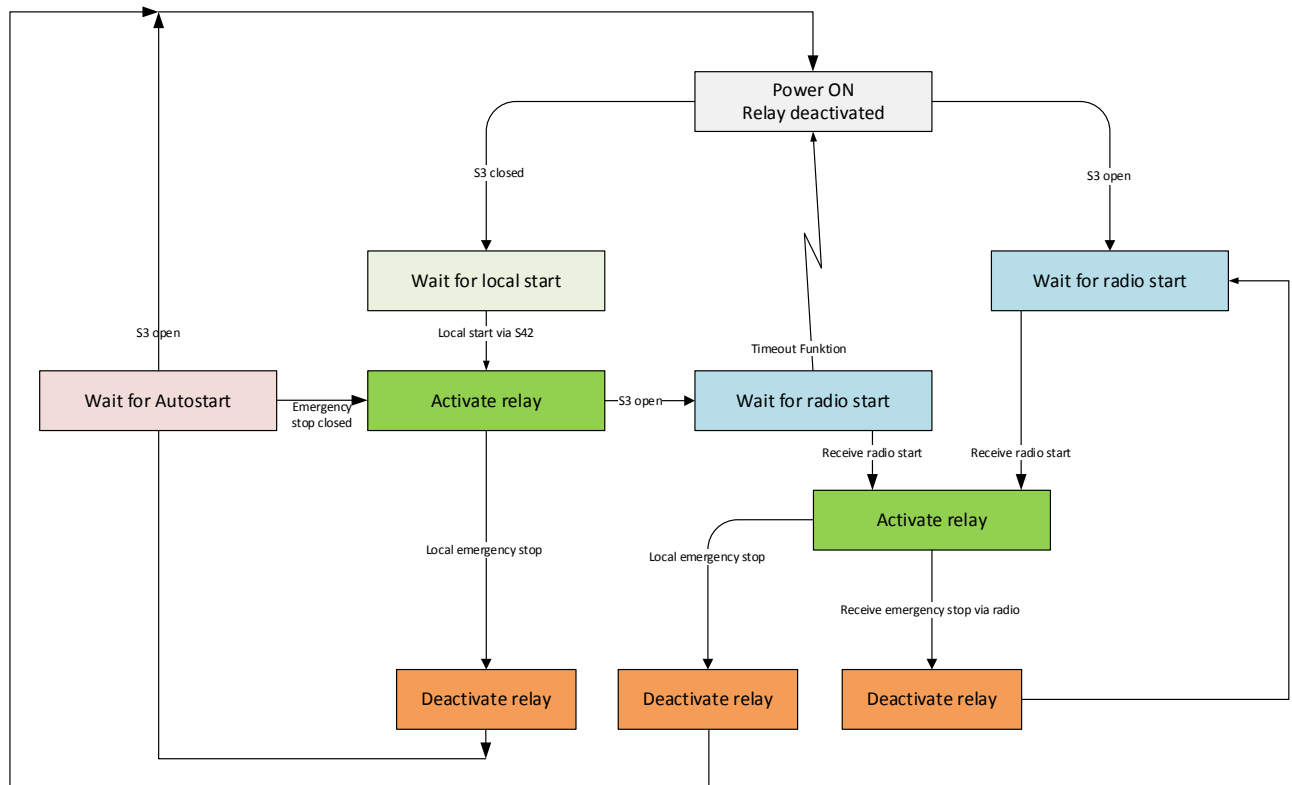 Power ON
Relay deactivated
S3 closed
S3 open
Wait for local start
Wait for radio start
S3 open
Local start via S42
Timeout Funktion
Wait for Autostart
Emergency
stop closed
Activate relay
S3 open
Wait for radio start
Receive radio start
Receive radio start
Activate relay
Local emergency stop
Local emergency stop
Receive emergency stop via radio
Deactivate relay
Deactivate relay
Deactivate relay